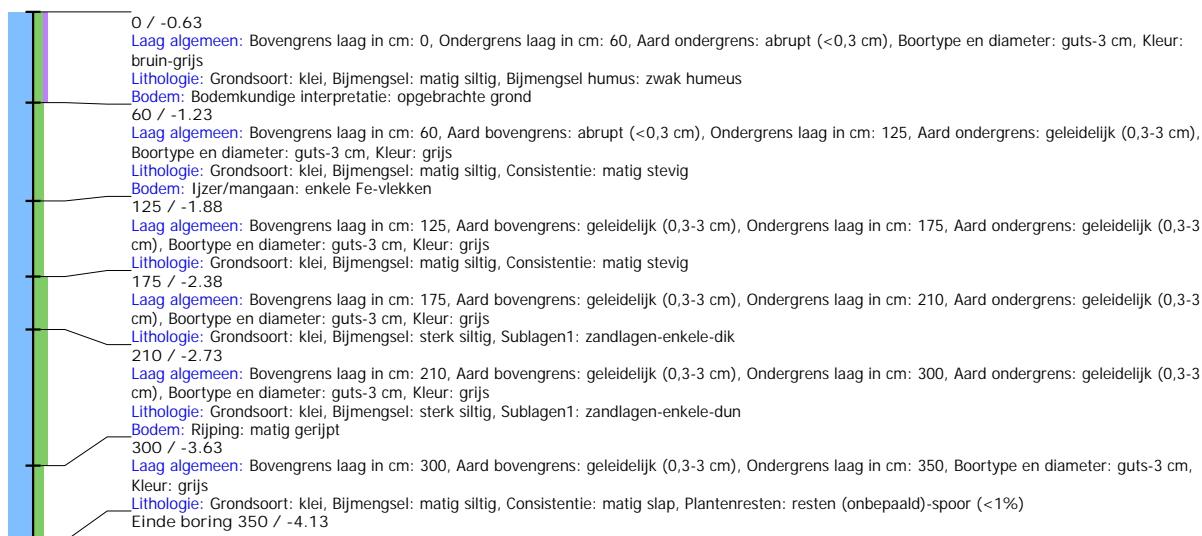 0 / -0.63
Laag algemeen: Bovengrens laag in cm: 0, Ondergrens laag in cm: 60, Aard ondergrens: abrupt (<0,3 cm), Boortype en diameter: guts-3 cm, Kleur:
bruin-grijs
Lithologie: Grondsoort: klei, Bijmengsel: matig siltig, Bijmengsel humus: zwak humeus
Bodem: Bodemkundige interpretatie: opgebrachte grond
60 / -1.23
Laag algemeen: Bovengrens laag in cm: 60, Aard bovengrens: abrupt (<0,3 cm), Ondergrens laag in cm: 125, Aard ondergrens: geleidelijk (0,3-3 cm),
Boortype en diameter: guts-3 cm, Kleur: grijs
Lithologie: Grondsoort: klei, Bijmengsel: matig siltig, Consistentie: matig stevig
Bodem: Ijzer/mangaan: enkele Fe-vlekken
125 / -1.88
Laag algemeen: Bovengrens laag in cm: 125, Aard bovengrens: geleidelijk (0,3-3 cm), Ondergrens laag in cm: 175, Aard ondergrens: geleidelijk (0,3-3
cm), Boortype en diameter: guts-3 cm, Kleur: grijs
Lithologie: Grondsoort: klei, Bijmengsel: matig siltig, Consistentie: matig stevig
175 / -2.38
Laag algemeen: Bovengrens laag in cm: 175, Aard bovengrens: geleidelijk (0,3-3 cm), Ondergrens laag in cm: 210, Aard ondergrens: geleidelijk (0,3-3
cm), Boortype en diameter: guts-3 cm, Kleur: grijs
Lithologie: Grondsoort: klei, Bijmengsel: sterk siltig, Sublagen1: zandlagen-enkele-dik
210 / -2.73
Laag algemeen: Bovengrens laag in cm: 210, Aard bovengrens: geleidelijk (0,3-3 cm), Ondergrens laag in cm: 300, Aard ondergrens: geleidelijk (0,3-3
cm), Boortype en diameter: guts-3 cm, Kleur: grijs
Lithologie: Grondsoort: klei, Bijmengsel: sterk siltig, Sublagen1: zandlagen-enkele-dun
Bodem: Rijping: matig gerijpt
300 / -3.63
Laag algemeen: Bovengrens laag in cm: 300, Aard bovengrens: geleidelijk (0,3-3 cm), Ondergrens laag in cm: 350, Boortype en diameter: guts-3 cm,
Kleur: grijs
Lithologie: Grondsoort: klei, Bijmengsel: matig siltig, Consistentie: matig slap, Plantenresten: resten (onbepaald)-spoor (<1%)
Einde boring 350 / -4.13